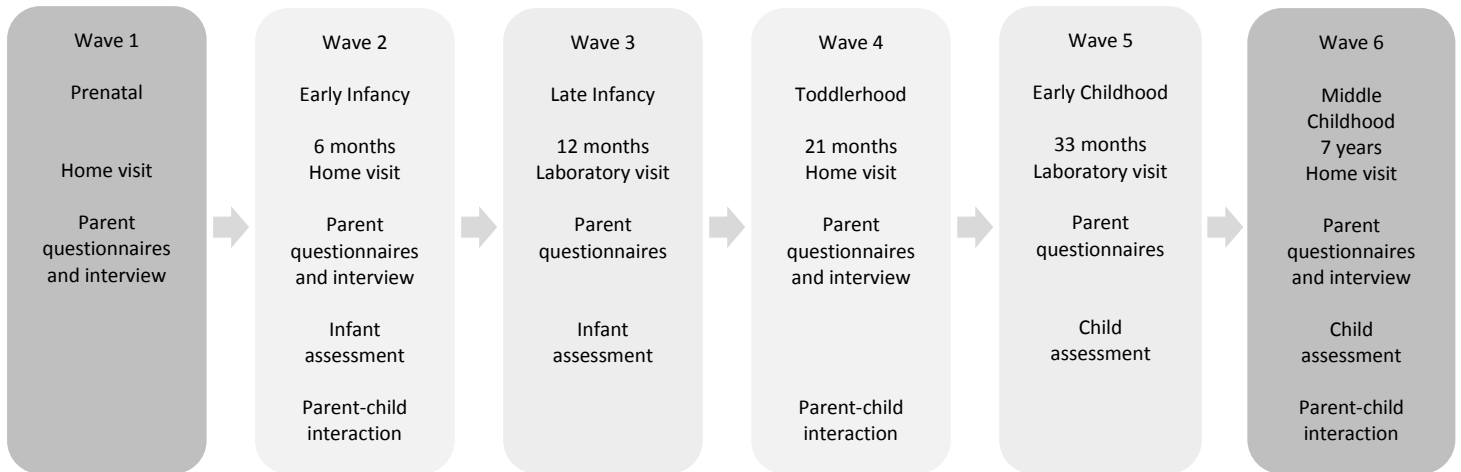 Wave 1
Prenatal
Home visit
Parent
questionnaires
and interview
Wave 2
Early Infancy
6 months
Home visit
Parent
questionnaires
and interview
Infant
assessment
Parent-child
interaction
Wave 3
Late Infancy
12 months
Laboratory visit
Parent
questionnaires
Infant
assessment
Wave 4
Toddlerhood
21 months
Home visit
Parent
questionnaires
and interview
Parent-child
interaction
Wave 5
Early Childhood
33 months
Laboratory visit
Parent
questionnaires
Child
assessment
Wave 6
Middle
Childhood
7 years
Home visit
Parent
questionnaires
and interview
Child
assessment
Parent-child
interaction